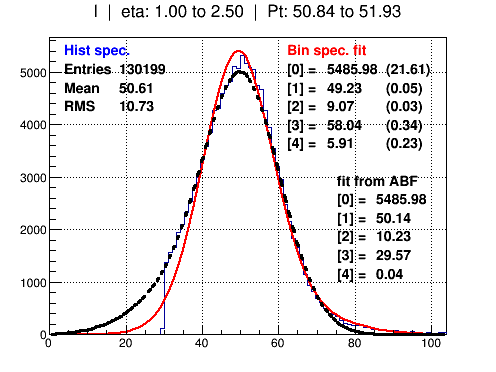 I | eta: 1.00 to 2.50 | Pt: 50.84 to 51.93
Hist spec.
Entries 130199
Mean 50.61
RMS 10.73
Bin spec. fit
[0] = 5485.98 (21.61)
[1] = 49.23 (0.05)
[2] = 9.07 (0.03)
[3] = 58.04 (0.34)
[4] = 5.91 (0.23)
fit from ABF
[0] = 5485.98
[1] = 50.14
[2] = 10.23
[3] = 29.57
[4] = 0.04
5000
4000
3000
2000
1000
0
0 20 40 60 80 100